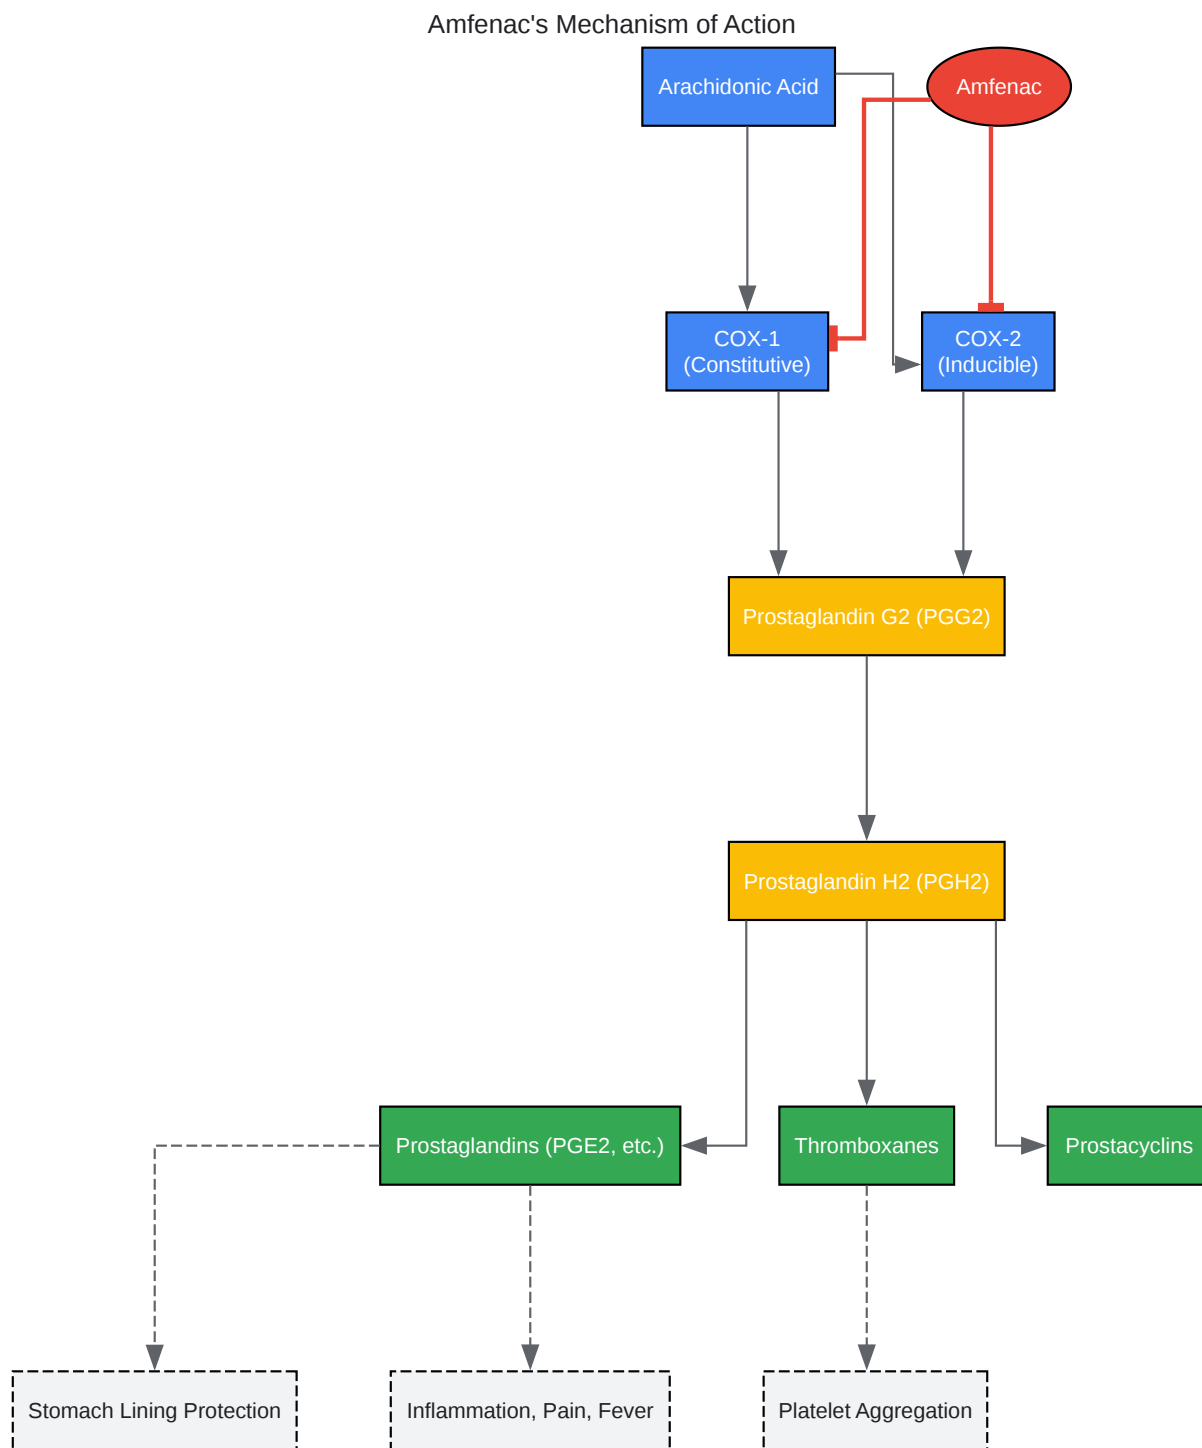 Amfenac's Mechanism of Action
Arachidonic Acid
Amfenac
COX-1
(Constitutive)
COX-2
(Inducible)
Prostaglandin G2 (PGG2)
Prostaglandin H2 (PGH2)
Prostaglandins (PGE2, etc.)
Thromboxanes
Prostacyclins
Stomach Lining Protection
Inflammation, Pain, Fever
Platelet Aggregation